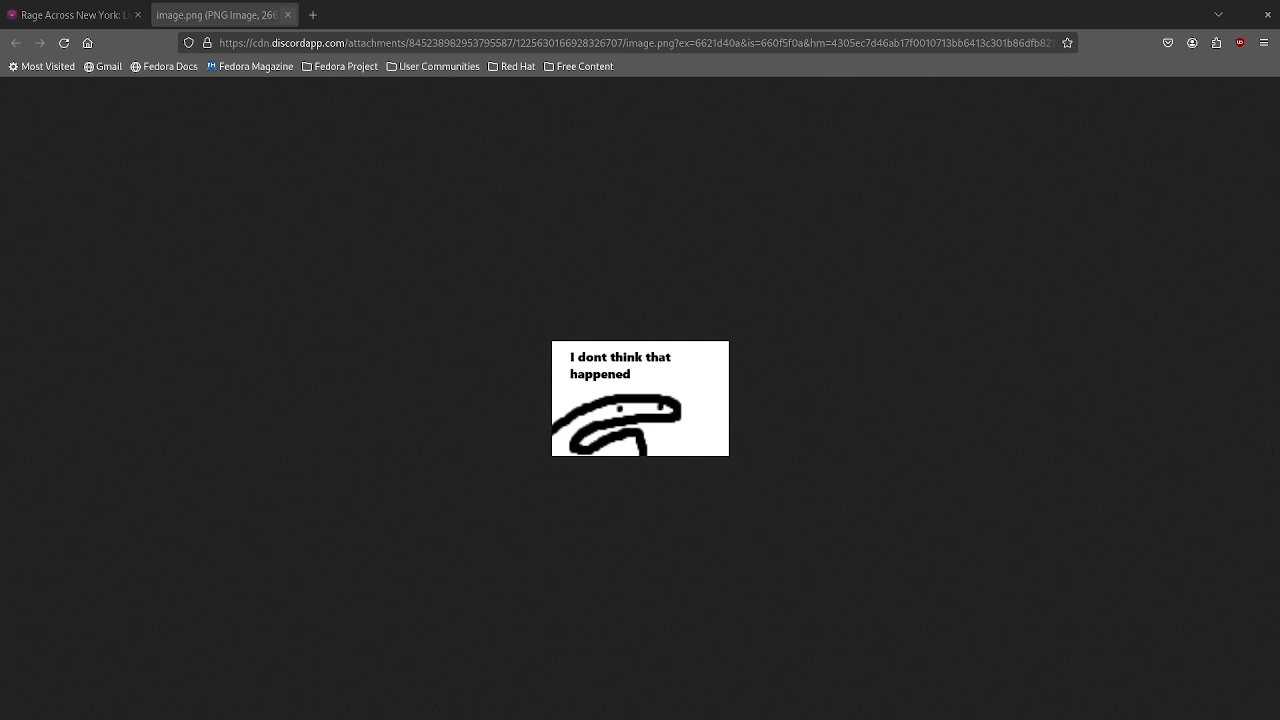 Rage Across New York: Li
image.png (PNG Image, 266
https://cdn.discordapp.com/attachments/845238982953795587/1225630166928326707/image.png?ex=6621d40a&is=660f5f0a&hm=4305ec7d46ab17f0010713bb6413c301b86dfb821
Most Visited Gmail Fedora Docs Fedora Magazine Fedora Project User Communities Red Hat Free Content
I dont think that
happened